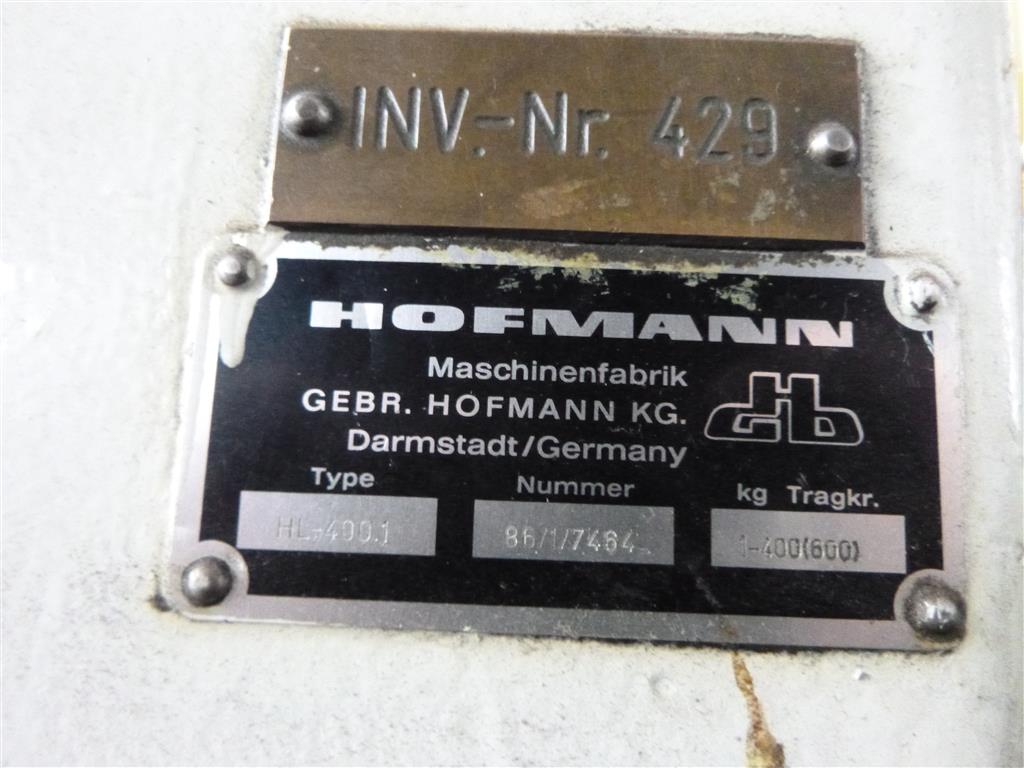 INV.-Nr. 429
HOFMANN
Maschinenfabrik
GEBR. HOFMANN KG.
Darmstadt/Germany
GHb
Type Nummer kg Tragkr.
HL-400.1 86/1/7464 1-400(600)